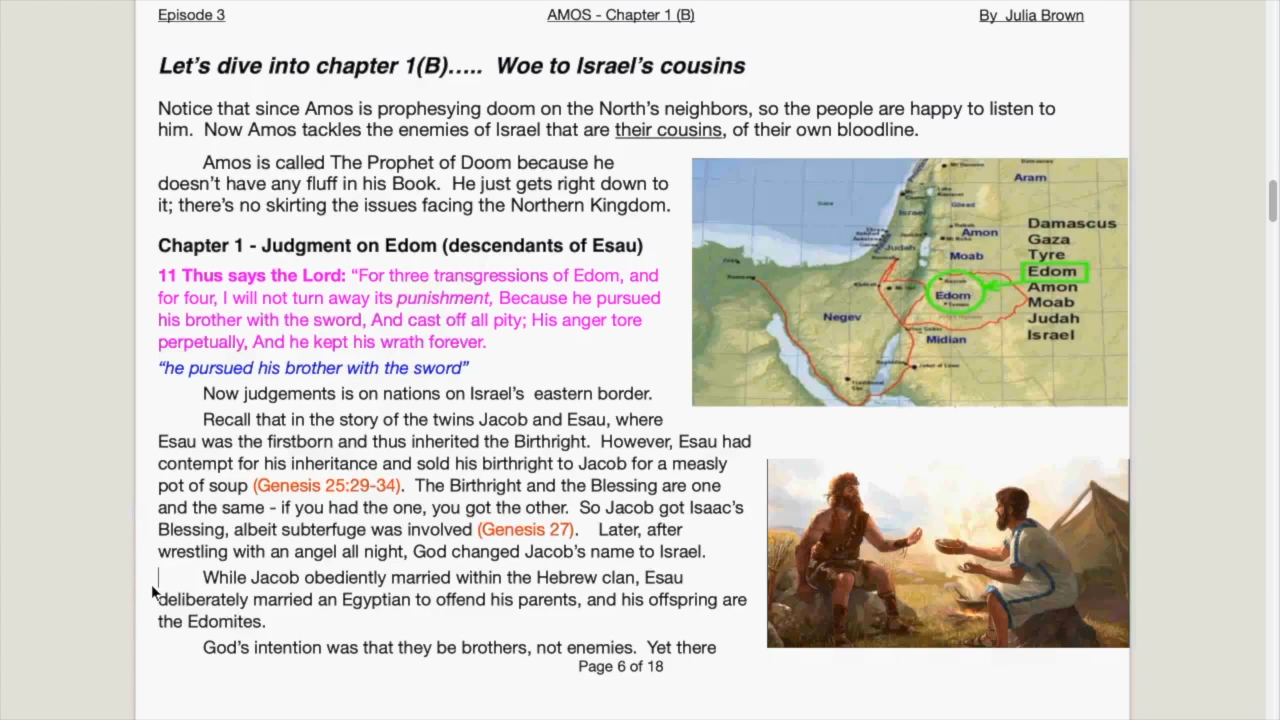 Episode 3
AMOS - Chapter 1 (B)
By Julia Brown
Let’s dive into chapter 1(B)….. Woe to Israel’s cousins
Notice that since Amos is prophesying doom on the North’s neighbors, so the people are happy to listen to
him. Now Amos tackles the enemies of Israel that are their cousins, of their own bloodline.
Amos is called The Prophet of Doom because he
doesn’t have any fluff in his Book. He just gets right down to
it; there’s no skirting the issues facing the Northern Kingdom.
Chapter 1 - Judgment on Edom (descendants of Esau)
11 Thus says the Lord: “For three transgressions of Edom, and
for four, I will not turn away its punishment, Because he pursued
his brother with the sword, And cast off all pity; His anger tore
perpetually, And he kept his wrath forever.
“he pursued his brother with the sword”
Now judgements is on nations on Israel’s eastern border.
Recall that in the story of the twins Jacob and Esau, where
Esau was the firstborn and thus inherited the Birthright. However, Esau had
contempt for his inheritance and sold his birthright to Jacob for a measly
pot of soup (Genesis 25:29-34). The Birthright and the Blessing are one
and the same - if you had the one, you got the other. So Jacob got Isaac’s
Blessing, albeit subterfuge was involved (Genesis 27). Later, after
wrestling with an angel all night, God changed Jacob’s name to Israel.
While Jacob obediently married within the Hebrew clan, Esau
deliberately married an Egyptian to offend his parents, and his offspring are
the Edomites.
God’s intention was that they be brothers, not enemies. Yet there
Page 6 of 18
Aram
Gilead
Israel
Amon
Judah
Moab
Edom
Negev
Midian
Damascus
Gaza
Tyre
Edom
Amon
Moab
Judah
Israel